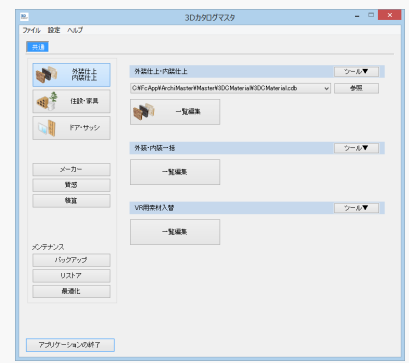 3Dカタログマスタ
ファイル 設定 ヘルプ
共通
外装仕上
内装仕上
住設・家具
ドア・サッシ
メーカー
質感
積算
メンテナンス
バックアップ
リストア
最適化
アプリケーションの終了
外装仕上・内装仕上 ツール▼
C:¥FcApp¥ArchiMaster¥Master¥3DCMaterial¥3DCMaterial.cdb 参照
一覧編集
外装・内装一括 ツール▼
一覧編集
VR用素材入替 ツール▼
一覧編集